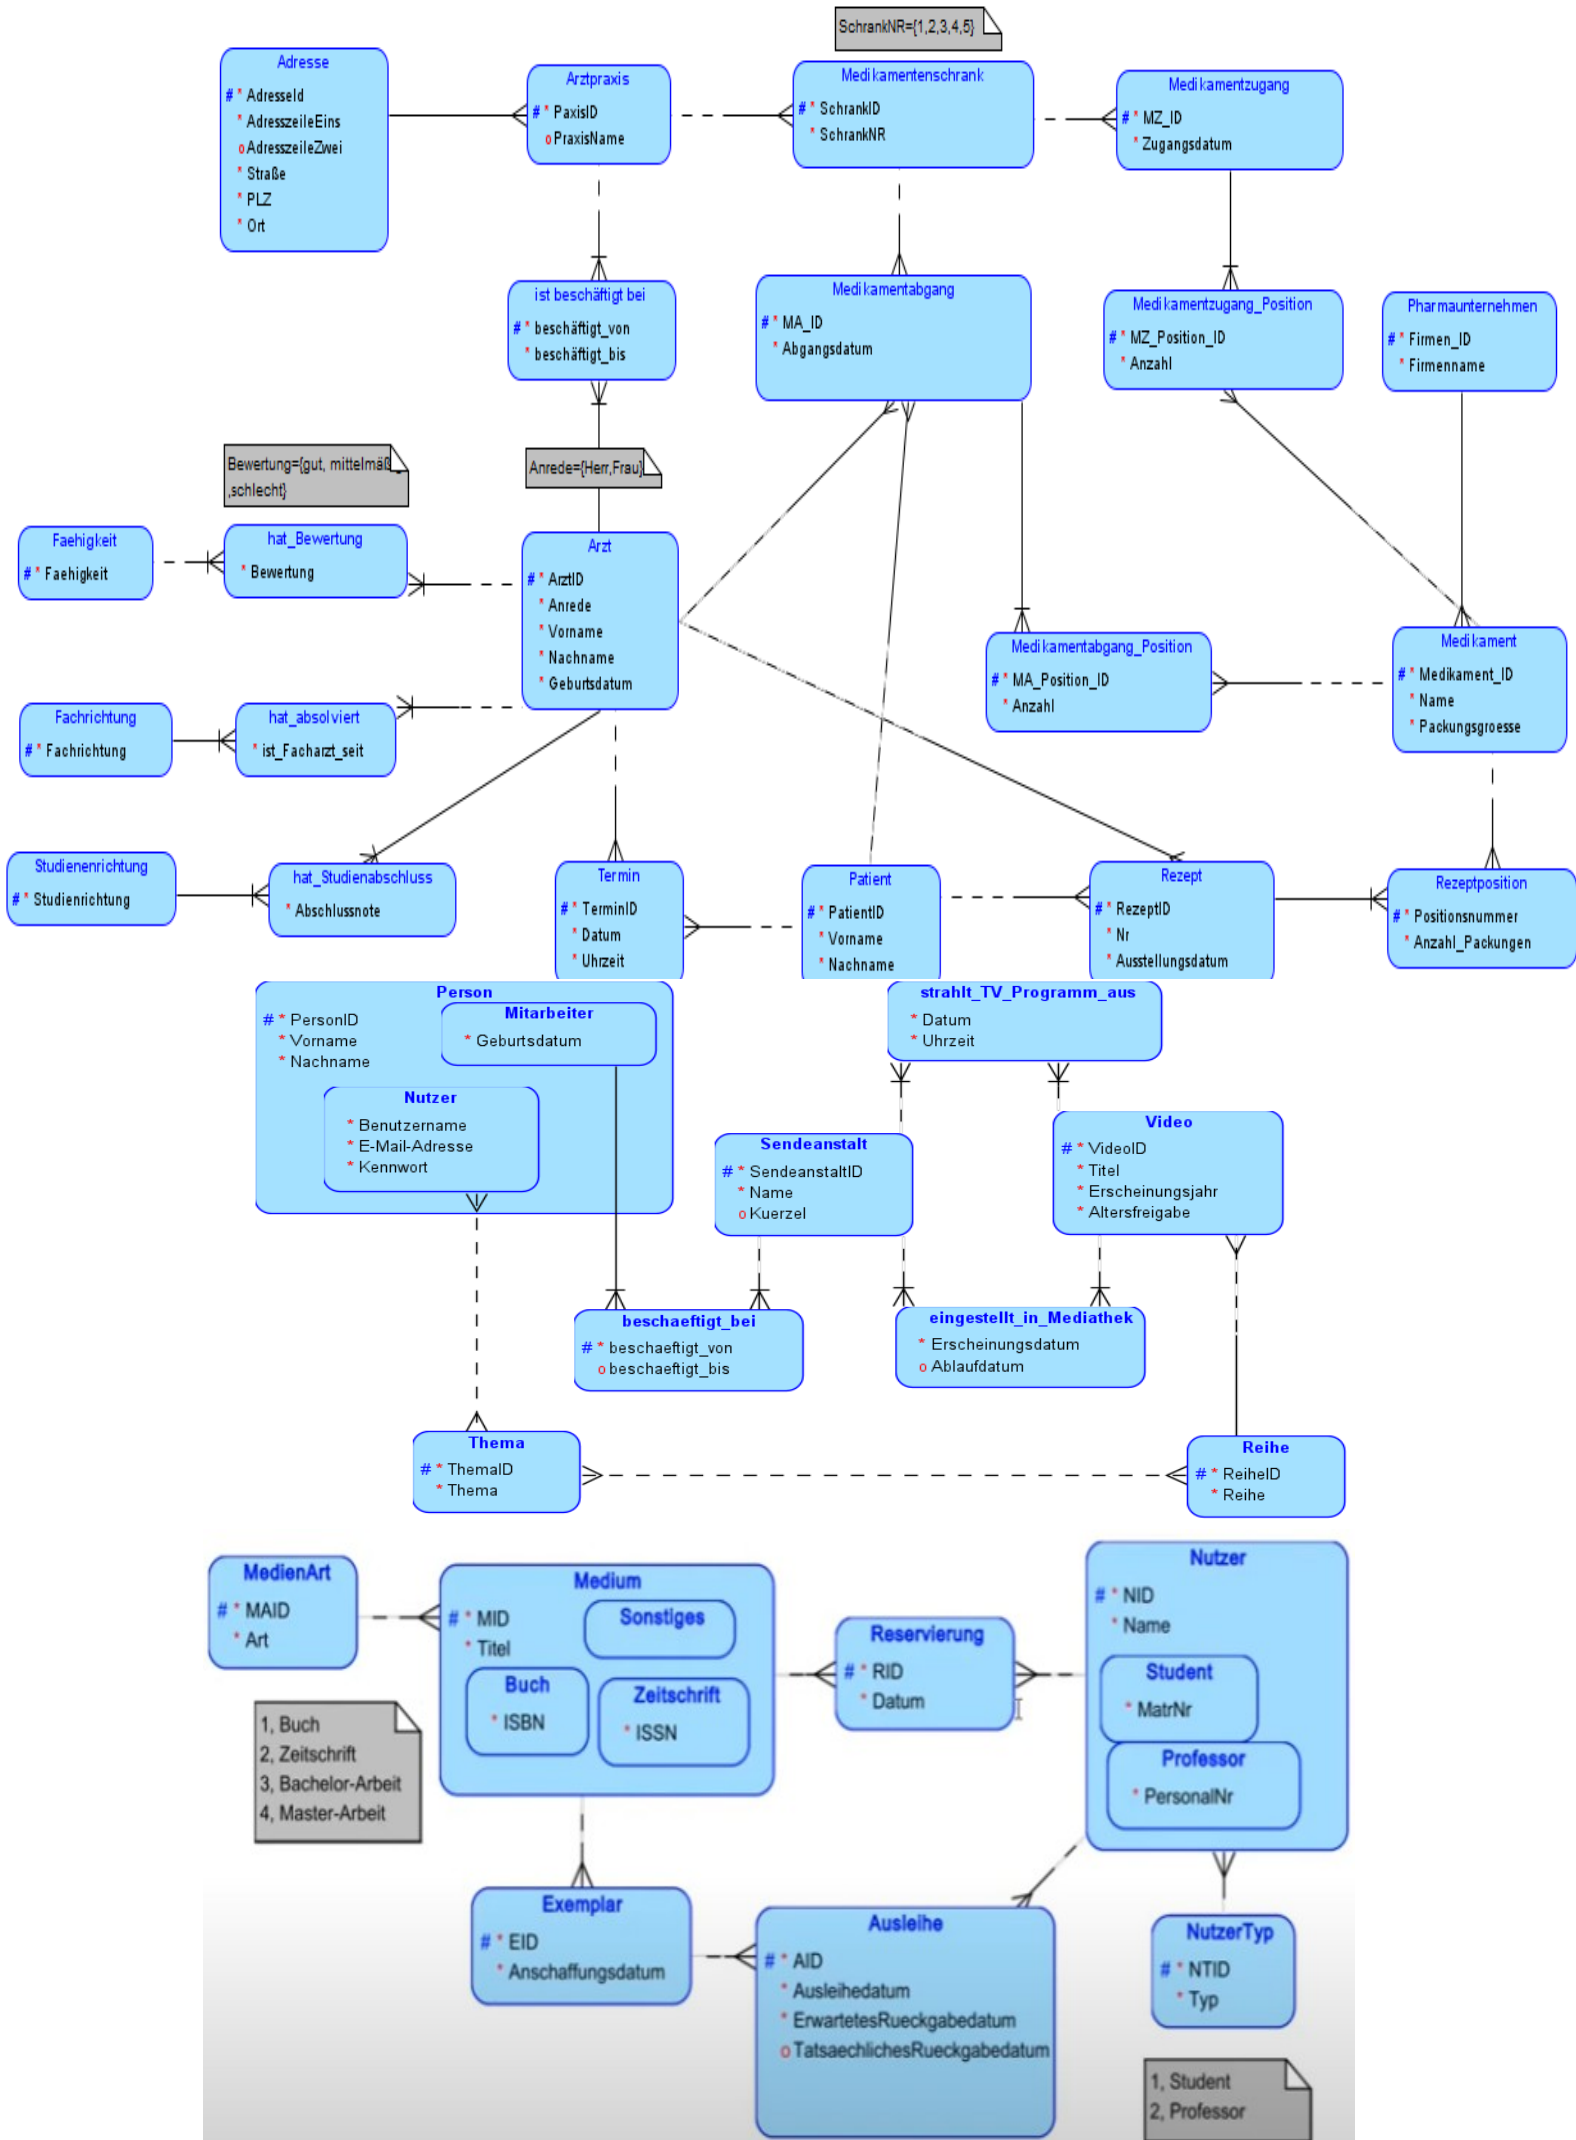 SchrankNR={1,2,3,4,5}
Adresse
# * AdresseId
* AdresszeileEins
o AdresszeileZwei
* Straße
* PLZ
* Ort
Arztpraxis
# * PaxisID
o PraxisName
Medikamentenschrank
# * SchrankID
* SchrankNR
Medikamentzugang
# * MZ_ID
* Zugangsdatum
ist beschäftigt bei
# * beschäftigt_von
* beschäftigt_bis
Medikamentabgang
# * MA_ID
* Abgangsdatum
Medikamentzugang_Position
# * MZ_Position_ID
* Anzahl
Pharmaunternehmen
# * Firmen_ID
* Firmenname
Bewertung={gut,
,schlecht}
Anrede={Herr,Frau}
Faehigkeit
# * Faehigkeit
hat_Bewertung
* Bewertung
Arzt
# * ArztID
* Anrede
* Vorname
* Nachname
* Geburtsdatum
Medikamentabgang_Position
# * MA_Position_ID
* Anzahl
Medikament
# * Medikament_ID
* Name
* Packungsgroesse
Fachrichtung
# * Fachrichtung
hat_absolviert
* ist_Facharzt_seit
Studienenrichtung
# * Studienrichtung
hat_Studienabschluss
* Abschlussnote
Termin
# * TerminID
* Datum
* Uhrzeit
Patient
# * PatientID
* Vorname
* Nachname
Rezept
# * RezeptID
* Nr
* Ausstellungsdatum
Rezeptposition
# * Positionsnummer
* Anzahl_Packungen
Person
# * PersonID
* Vorname
* Nachname
Mitarbeiter
* Geburtsdatum
Nutzer
* Benutzername
* E-Mail-Adresse
* Kennwort
strahlt_TV_Programm_aus
* Datum
* Uhrzeit
Sendeanstalt
# * SendeanstaltID
* Name
o Kuerzel
Video
# * VideoID
* Titel
* Erscheinungsjahr
* Altersfreigabe
beschaeftigt_bei
# * beschaeftigt_von
o beschaeftigt_bis
eingestellt_in_Mediathek
* Erscheinungsdatum
o Ablaufdatum
Thema
# * ThemaID
* Thema
Reihe
# * ReiheID
* Reihe
MedienArt
# * MAID
* Art
Medium
# * MID
* Titel
Sonstiges
Buch
* ISBN
Zeitschrift
* ISSN
Reservierung
# * RID
* Datum
Nutzer
# * NID
* Name
Student
* MatrNr
Professor
* PersonalNr
1, Buch
2, Zeitschrift
3, Bachelor-Arbeit
4, Master-Arbeit
Exemplar
# * EID
* Anschaffungsdatum
Ausleihe
# * AID
* Ausleihedatum
* ErwartetesRueckgabedatum
o TatsaechlichesRueckgabedatum
NutzerTyp
# * NTID
* Typ
1, Student
2, Professor